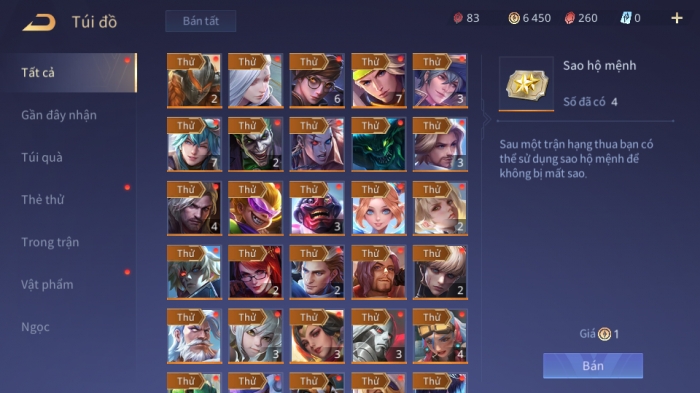 Túi đồ
Bán tất
83
6 450
260
0
Tất cả
Gần đây nhận
Túi quà
Thẻ thử
Trong trận
Vật phẩm
Ngọc
Thử Thử Thử Thử Thử
2 6 7 3
Thử Thử Thử Thử Thử
7 2 3
Thử Thử Thử Thử Thử
4 3 2
Thử Thử Thử Thử Thử
2 2 2
Thử Thử Thử Thử Thử
3 3 3 4
Thử Thử Thử Thử Thử
Sao hộ mệnh
Số đã có 4
Sau một trận hạng thua bạn có
thể sử dụng sao hộ mệnh để
không bị mất sao.
Giá 1
Bán